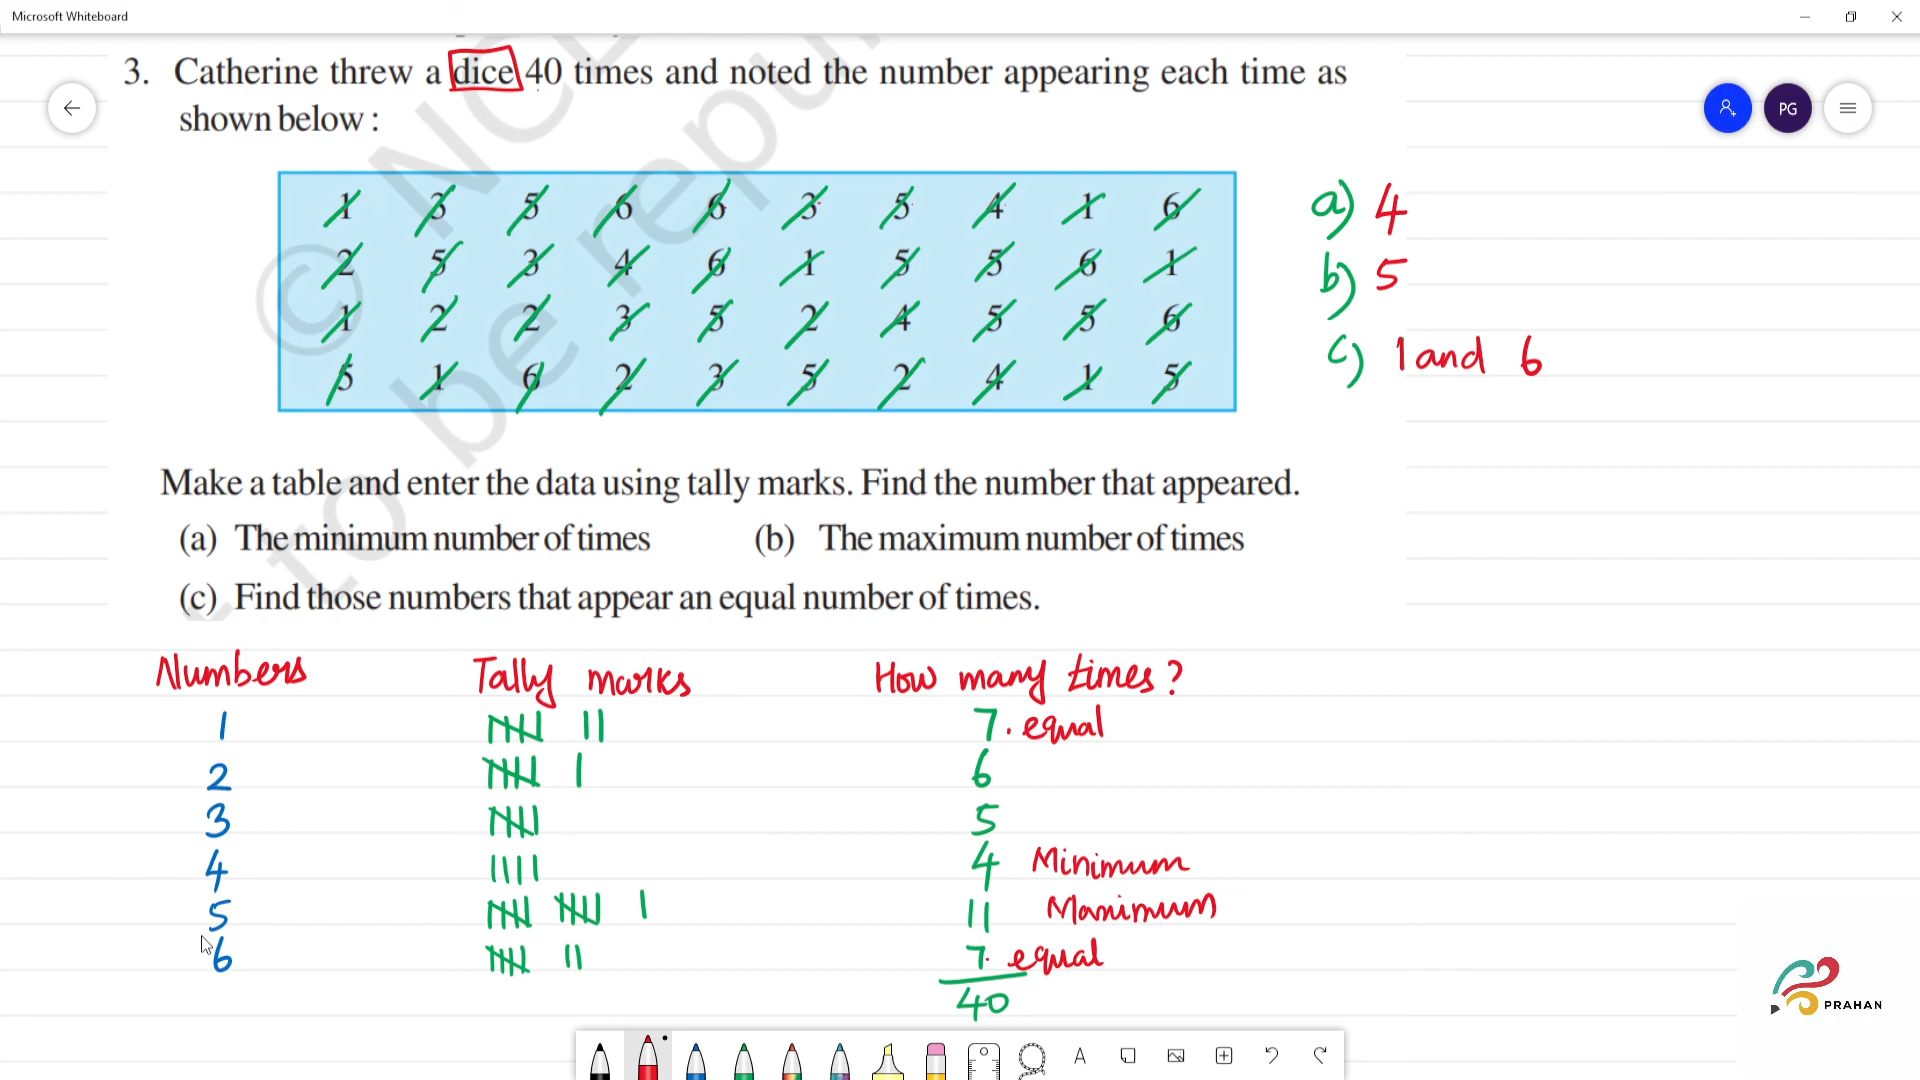 Microsoft Whiteboard
3. Catherine threw a dice 40 times and noted the number appearing each time as
shown below :
PG
1 3 5 6 6 3 5 4 1 6
2 5 3 4 6 1 5 5 6 1
1 2 2 3 5 2 4 5 5 6
5 1 6 2 3 5 2 4 1 5
a) 4
b) 5
c) 1 and 6
Make a table and enter the data using tally marks. Find the number that appeared.
(a) The minimum number of times (b) The maximum number of times
(c) Find those numbers that appear an equal number of times.
Numbers Tally marks How many times?
1 7. equal
2 6
3 5
4 4 Minimum
5 11 Maximum
6 7. equal
40
PRAHAN
© NCE
to be repu